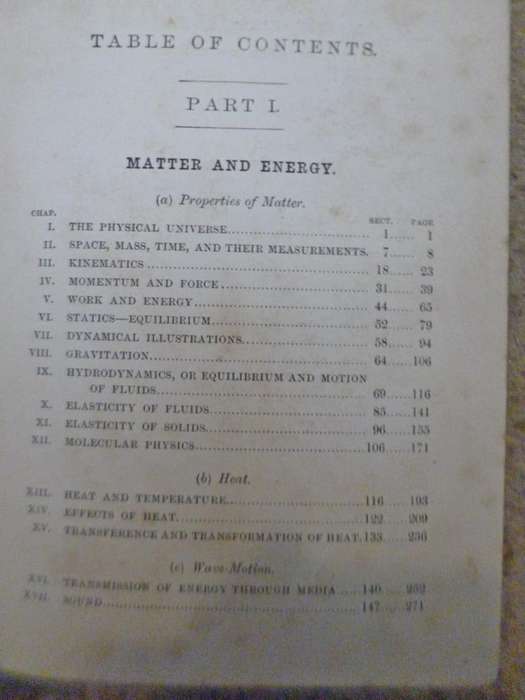 TABLE OF CONTENTS.
PART I.
MATTER AND ENERGY.
(a) Properties of Matter.
CHAP. SECT. PAGE
I. THE PHYSICAL UNIVERSE 1 1
II. SPACE, MASS, TIME, AND THEIR MEASUREMENTS. 7 8
III. KINEMATICS 18 23
IV. MOMENTUM AND FORCE 31 39
V. WORK AND ENERGY 44 65
VI. STATICS—EQUILIBRIUM 52 79
VII. DYNAMICAL ILLUSTRATIONS 58 94
VIII. GRAVITATION 64 106
IX. HYDRODYNAMICS, OR EQUILIBRIUM AND MOTION
OF FLUIDS 69 116
X. ELASTICITY OF FLUIDS 85 141
XI. ELASTICITY OF SOLIDS 96 155
XII. MOLECULAR PHYSICS 106 171
(b) Heat.
XIII. HEAT AND TEMPERATURE 116 193
XIV. EFFECTS OF HEAT 122 209
XV. TRANSFERENCE AND TRANSFORMATION OF HEAT. 133 236
(c) Wave-Motion.
XVI. TRANSMISSION OF ENERGY THROUGH MEDIA 140 262
XVII. SOUND 147 271